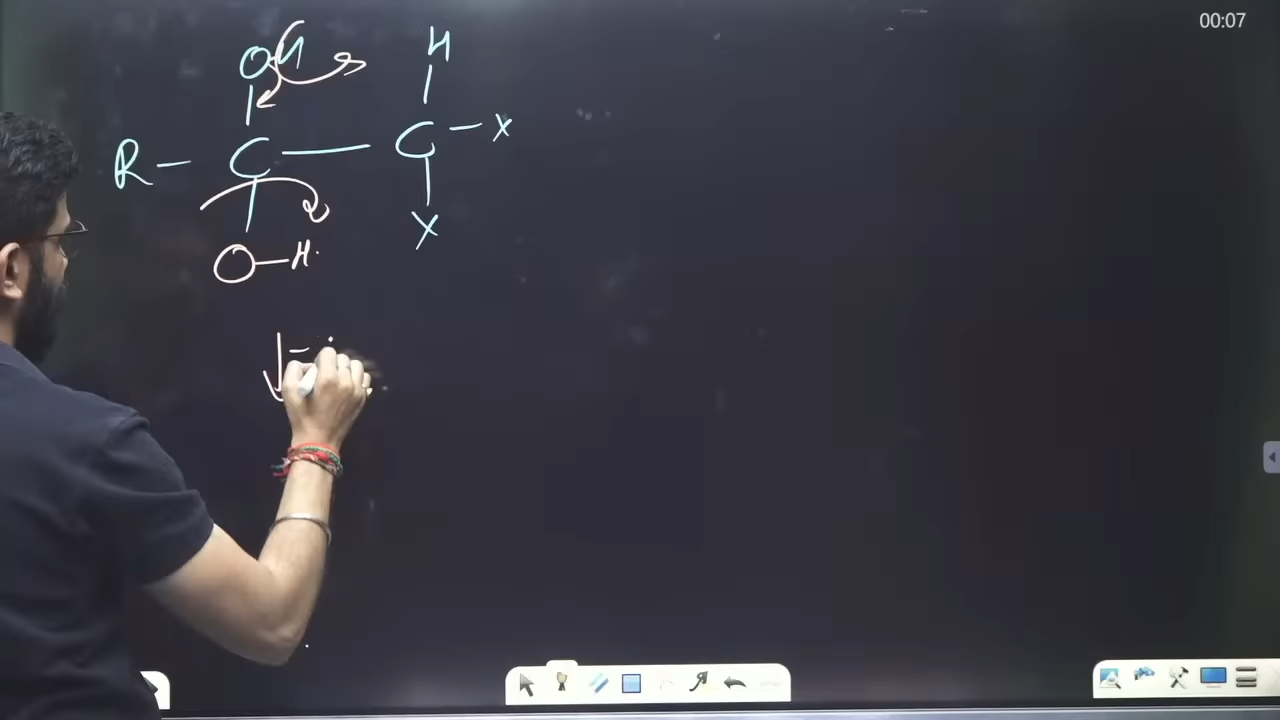 00:07
OH H
R – C — C – X
O–H. X